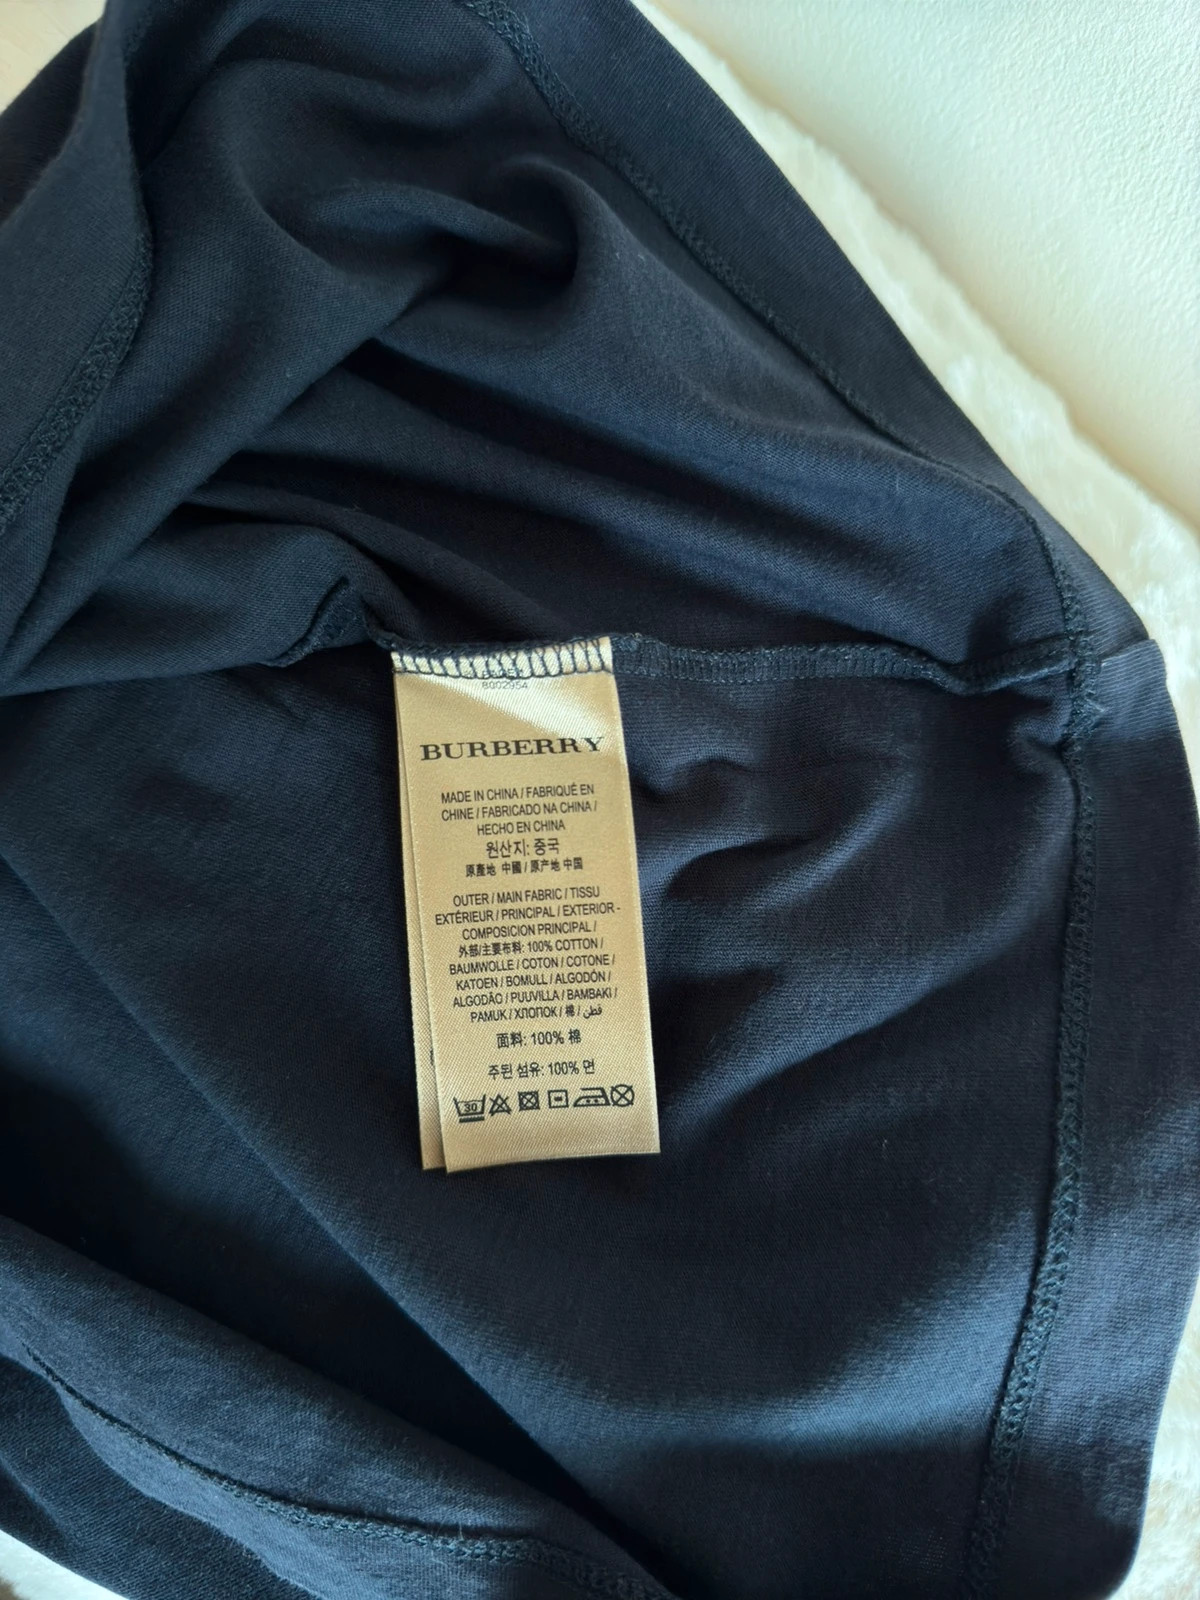 8002954
BURBERRY
MADE IN CHINA / FABRIQUÉ EN
CHINE / FABRICADO NA CHINA /
HECHO EN CHINA
원산지: 중국
原產地 中國 / 原产地 中国
OUTER / MAIN FABRIC / TISSU
EXTÉRIEUR / PRINCIPAL / EXTERIOR -
COMPOSICION PRINCIPAL /
外部/主要布料: 100% COTTON /
BAUMWOLLE / COTON / COTONE /
KATOEN / BOMULL / ALGODÓN /
ALGODÃO / PUUVILLA / BAMBAKI /
PAMUK / ХЛОПОК / 棉 / قطن
面料: 100% 棉
주된 섬유: 100% 면
30